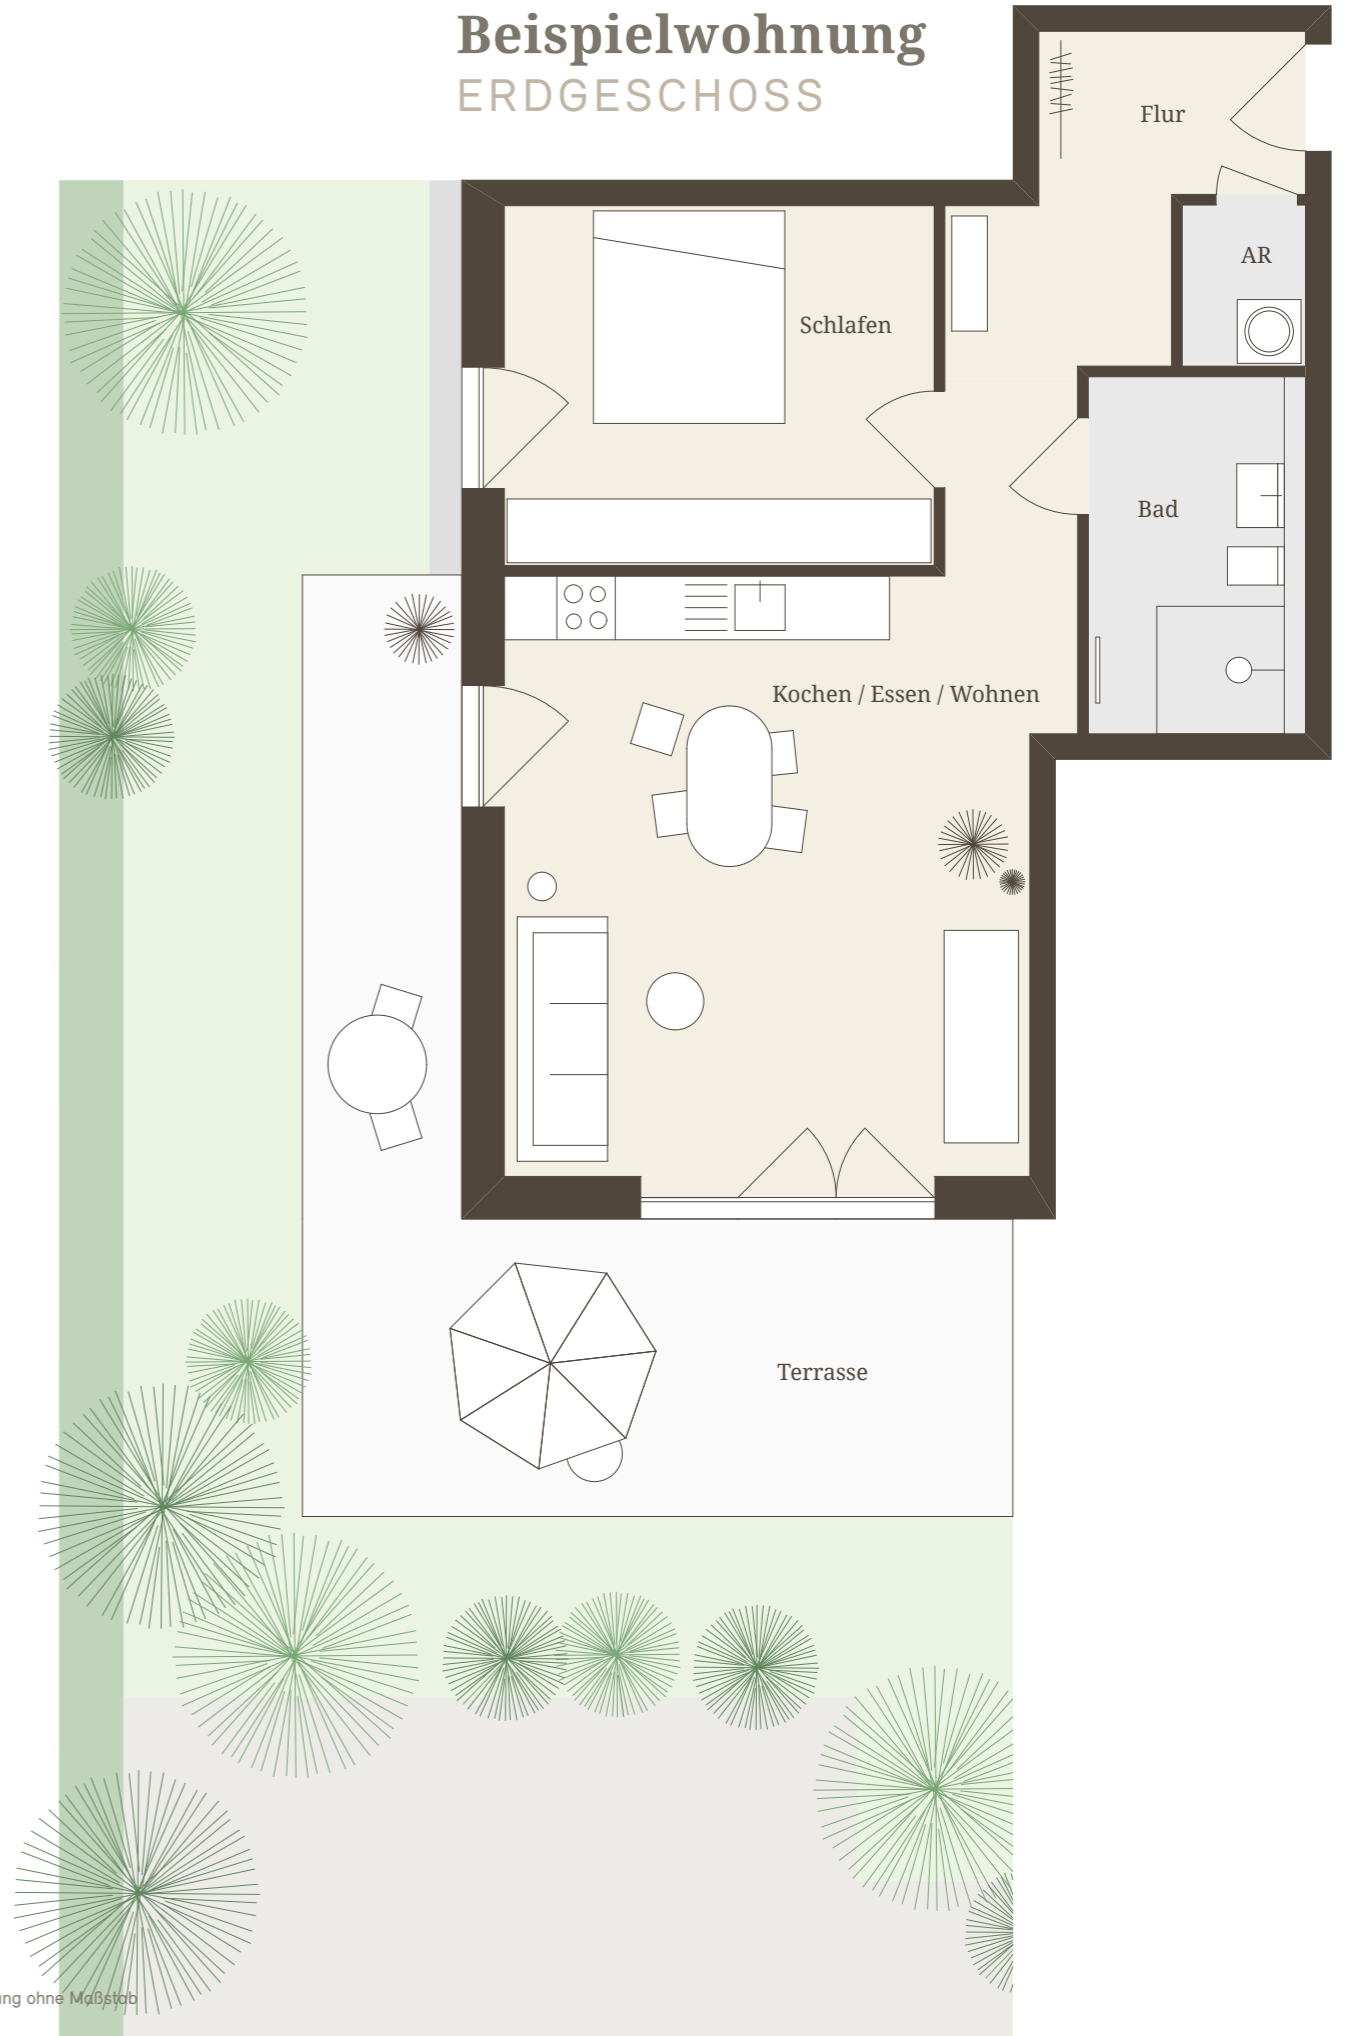 Beispielwohnung
ERDGESCHOSS
Flur
AR
Schlafen
Bad
Kochen / Essen / Wohnen
Terrasse
ohne Maßstab